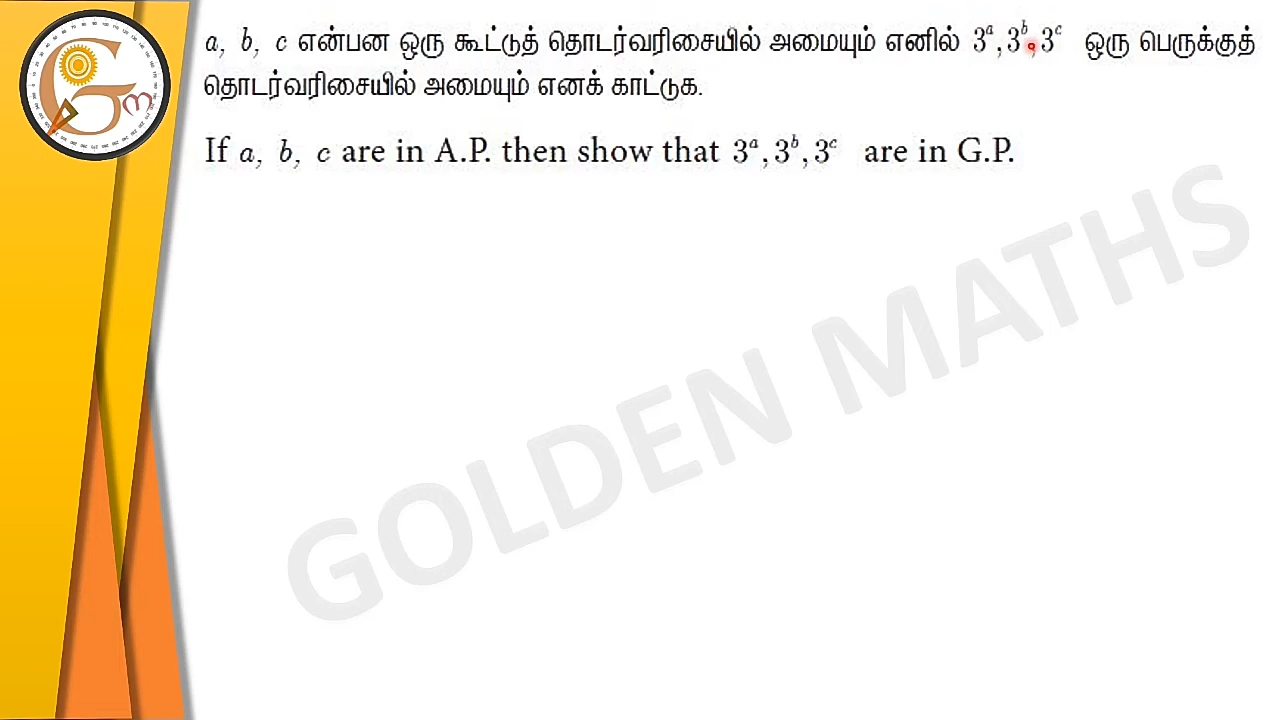 a, b, c என்பன ஒரு கூட்டுத் தொடர்வரிசையில் அமையும் எனில் 3^a, 3^b, 3^c ஒரு பெருக்குத்
தொடர்வரிசையில் அமையும் எனக் காட்டுக.
If a, b, c are in A.P. then show that 3^a, 3^b, 3^c are in G.P.
GOLDEN MATHS